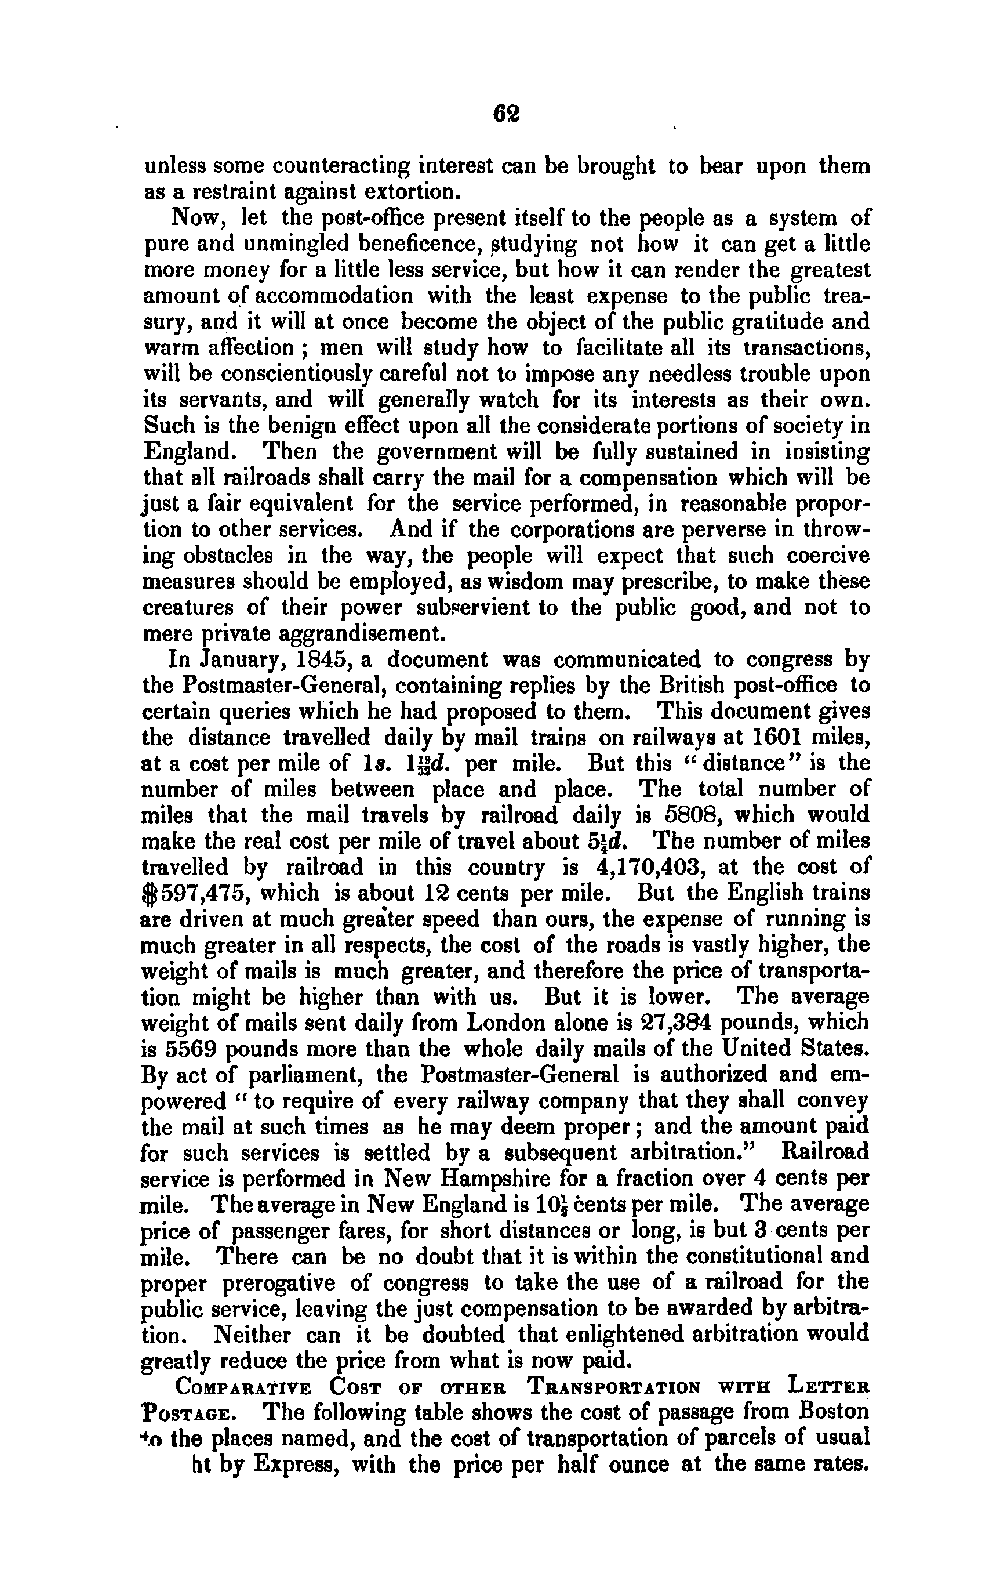 62
unless some counteracting interest can be brought to bear upon them
as a restraint against extortion.
Now, let the post-office present itself to the people as a system of
pure and unmingled beneficence, studying not how it can get a little
more money for a little less service, but how it can render the greatest
amount of accommodation with the least expense to the public trea-
sury, and it will at once become the object of the public gratitude and
warm affection ; men will study how to facilitate all its transactions,
will be conscientiously careful not to impose any needless trouble upon
its servants, and will generally watch for its interests as their own.
Such is the benign effect upon all the considerate portions of society in
England. Then the government will be fully sustained in insisting
that all railroads shall carry the mail for a compensation which will be
just a fair equivalent for the service performed, in reasonable propor-
tion to other services. And if the corporations are perverse in throw-
ing obstacles in the way, the people will expect that such coercive
measures should be employed, as wisdom may prescribe, to make these
creatures of their power subservient to the public good, and not to
mere private aggrandisement.
In January, 1845, a document was communicated to congress by
the Postmaster-General, containing replies by the British post-office to
certain queries which he had proposed to them. This document gives
the distance travelled daily by mail trains on railways at 1601 miles,
at a cost per mile of 1s. per mile. But this “distance” is the
number of miles between place and place. The total number of
miles that the mail travels by railroad daily is 5808, which would
make the real cost per mile of travel about The number of miles
travelled by railroad in this country is 4,170,403, at the cost of
$597,475, which is about 12 cents per mile. But the English trains
are driven at much greater speed than ours, the expense of running is
much greater in all respects, the cost of the roads is vastly higher, the
weight of mails is much greater, and therefore the price of transporta-
tion might be higher than with us. But it is lower. The average
weight of mails sent daily from London alone is 27,384 pounds, which
is 5569 pounds more than the whole daily mails of the United States.
By act of parliament, the Postmaster-General is authorized and em-
powered “to require of every railway company that they shall convey
the mail at such times as he may deem proper; and the amount paid
for such services is settled by a subsequent arbitration.” Railroad
service is performed in New Hampshire for a fraction over 4 cents per
mile. The average in New England is cents per mile. The average
price of passenger fares, for short distances or long, is but 3 cents per
mile. There can be no doubt that it is within the constitutional and
proper prerogative of congress to take the use of a railroad for the
public service, leaving the just compensation to be awarded by arbitra-
tion. Neither can it be doubted that enlightened arbitration would
greatly reduce the price from what is now paid.
COMPARATIVE COST OF OTHER TRANSPORTATION WITH LETTER
POSTAGE. The following table shows the cost of passage from Boston
to the places named, and the cost of transportation of parcels of usual
ht by Express, with the price per half ounce at the same rates.